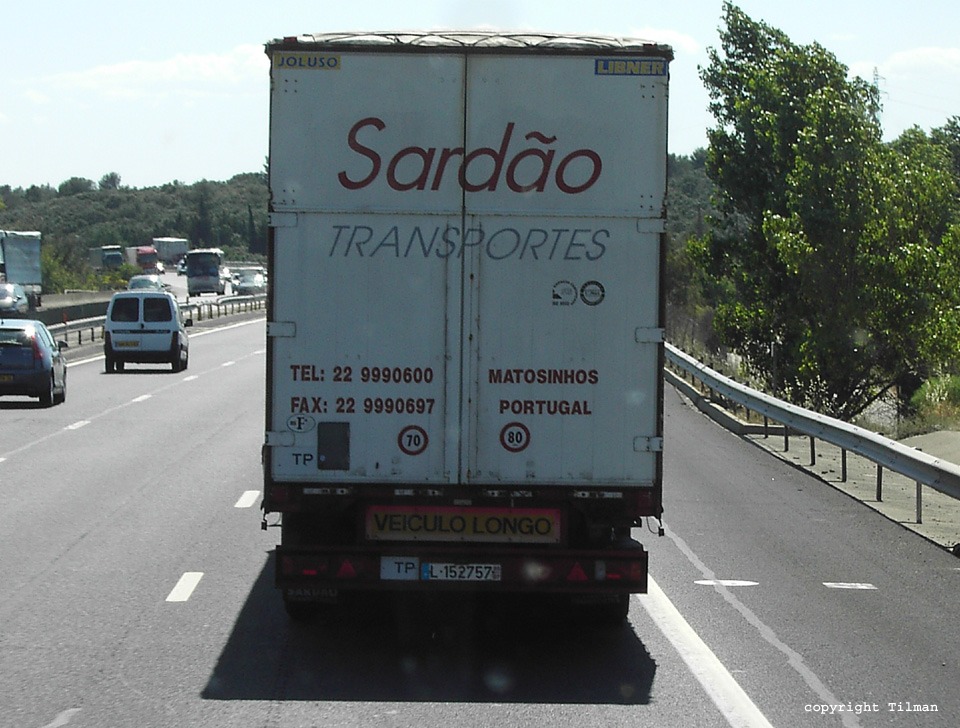 JOLUSO LIBNER
Sardão
TRANSPORTES
TEL: 22 9990600 MATOSINHOS
FAX: 22 9990697 PORTUGAL
F
70 80
TP
VEICULO LONGO
TP L-152757
copyright Tilman